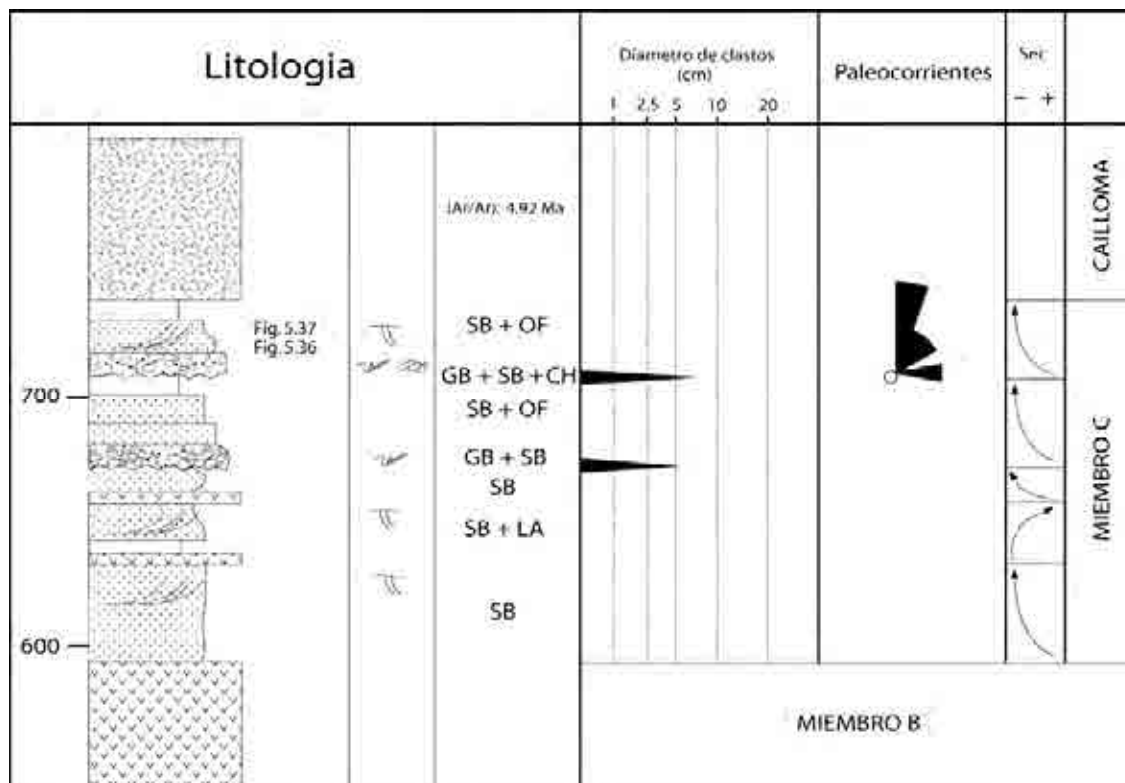 Litologia
Diametro de clastos
(cm)
1 2.5 5 10 20
Paleocorrientes
Sec
− +
(Ar/Ar): 4.92 Ma
CAILLOMA
Fig. 5.37
Fig. 5.36
SB + OF
GB + SB + CH
700
SB + OF
GB + SB
SB
SB + LA
MIEMBRO C
SB
600
MIEMBRO B